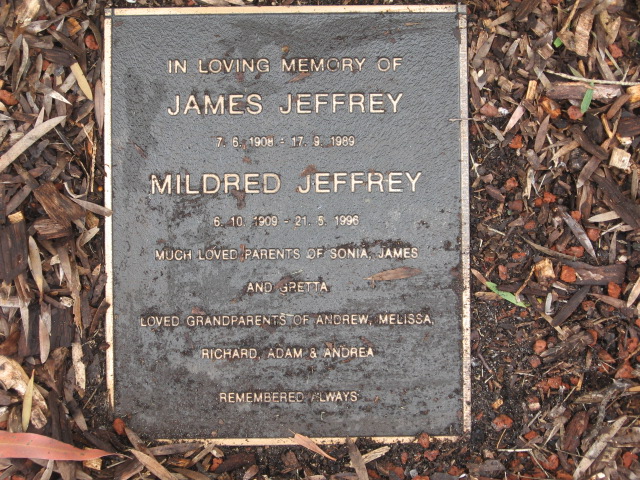 IN LOVING MEMORY OF
JAMES JEFFREY
7. 6. 1908 - 17. 9. 1989
MILDRED JEFFREY
6. 10. 1909 - 21. 5. 1996
MUCH LOVED PARENTS OF SONIA, JAMES
AND GRETTA
LOVED GRANDPARENTS OF ANDREW, MELISSA,
RICHARD, ADAM & ANDREA
REMEMBERED ALWAYS